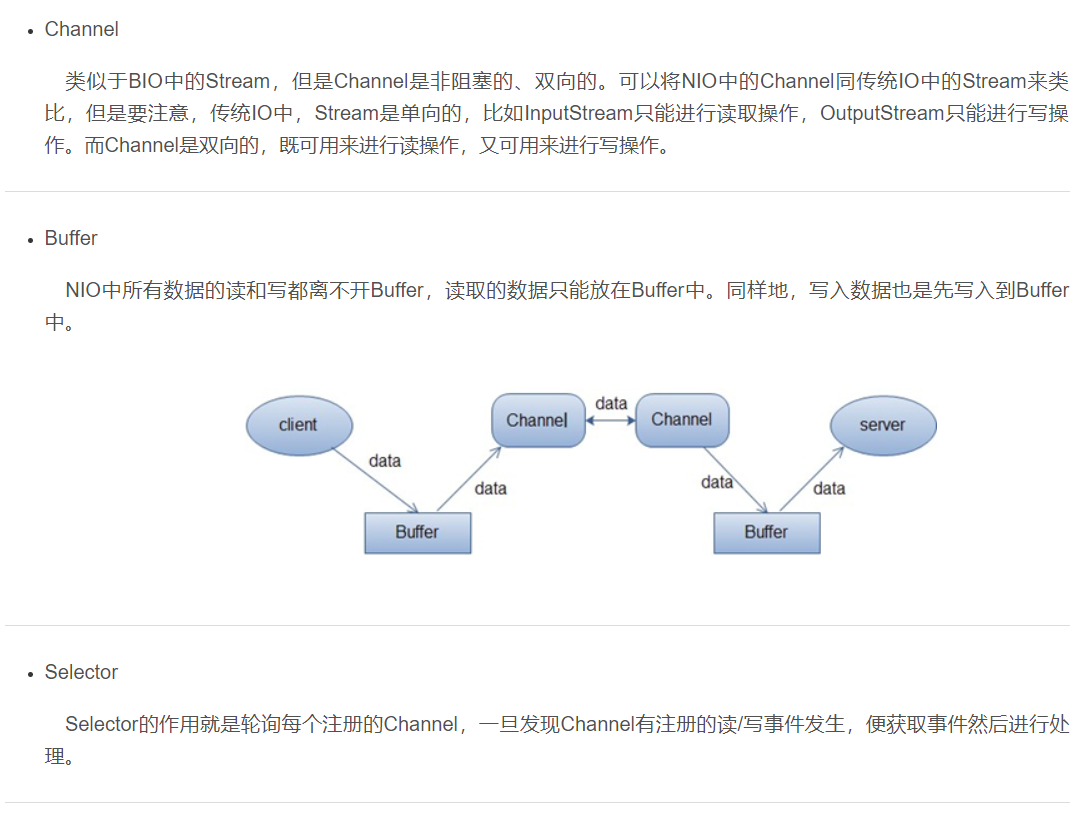 Channel
类似于BIO中的Stream，但是Channel是非阻塞的、双向的。可以将NIO中的Channel同传统IO中的Stream来类
比，但是要注意，传统IO中，Stream是单向的，比如InputStream只能进行读取操作，OutputStream只能进行写操
作。而Channel是双向的，既可用来进行读操作，又可用来进行写操作。
Buffer
NIO中所有数据的读和写都离不开Buffer，读取的数据只能放在Buffer中。同样地，写入数据也是先写入到Buffer
中。
client
data
Buffer
data
Channel
data
Channel
data
Buffer
data
server
Selector
Selector的作用就是轮询每个注册的Channel，一旦发现Channel有注册的读/写事件发生，便获取事件然后进行处
理。